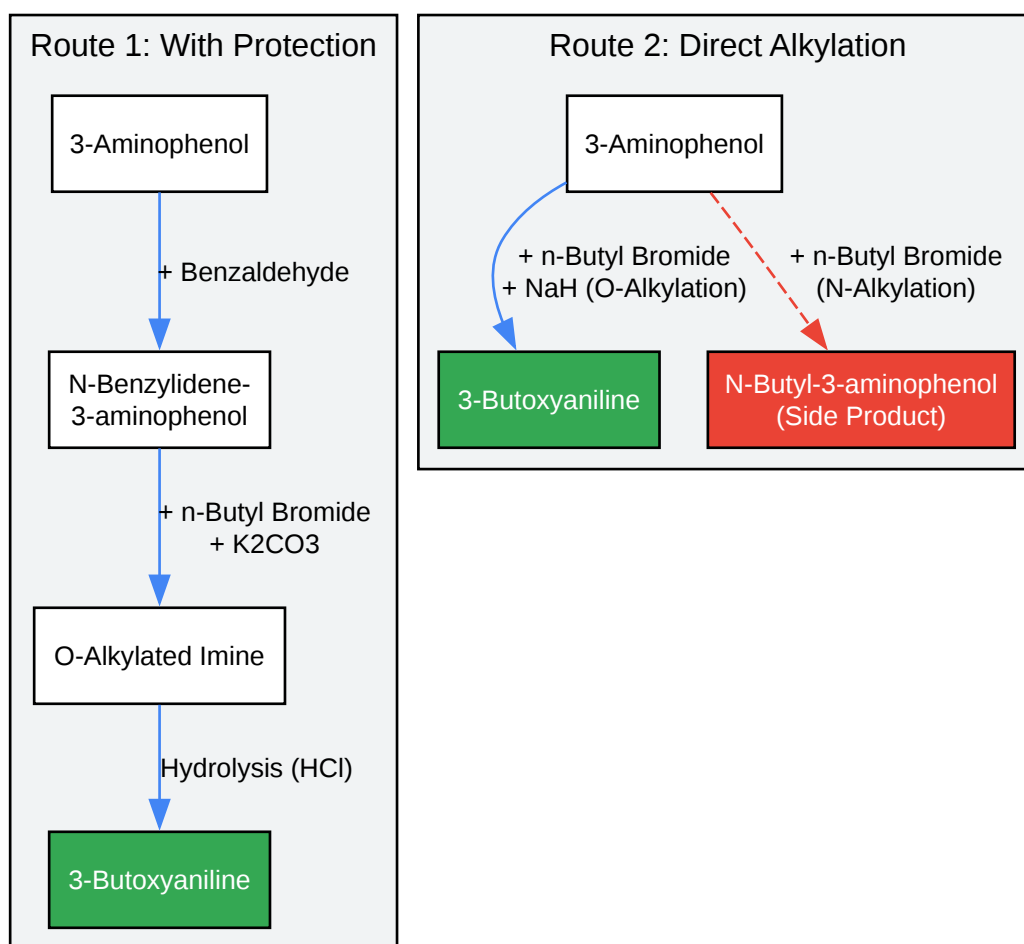 Route 1: With Protection
3-Aminophenol
+ Benzaldehyde
N-Benzylidene-
3-aminophenol
+ n-Butyl Bromide
+ K2CO3
O-Alkylated Imine
Hydrolysis (HCl)
3-Butoxyaniline
Route 2: Direct Alkylation
3-Aminophenol
+ n-Butyl Bromide
+ NaH (O-Alkylation)
+ n-Butyl Bromide
(N-Alkylation)
3-Butoxyaniline
N-Butyl-3-aminophenol
(Side Product)